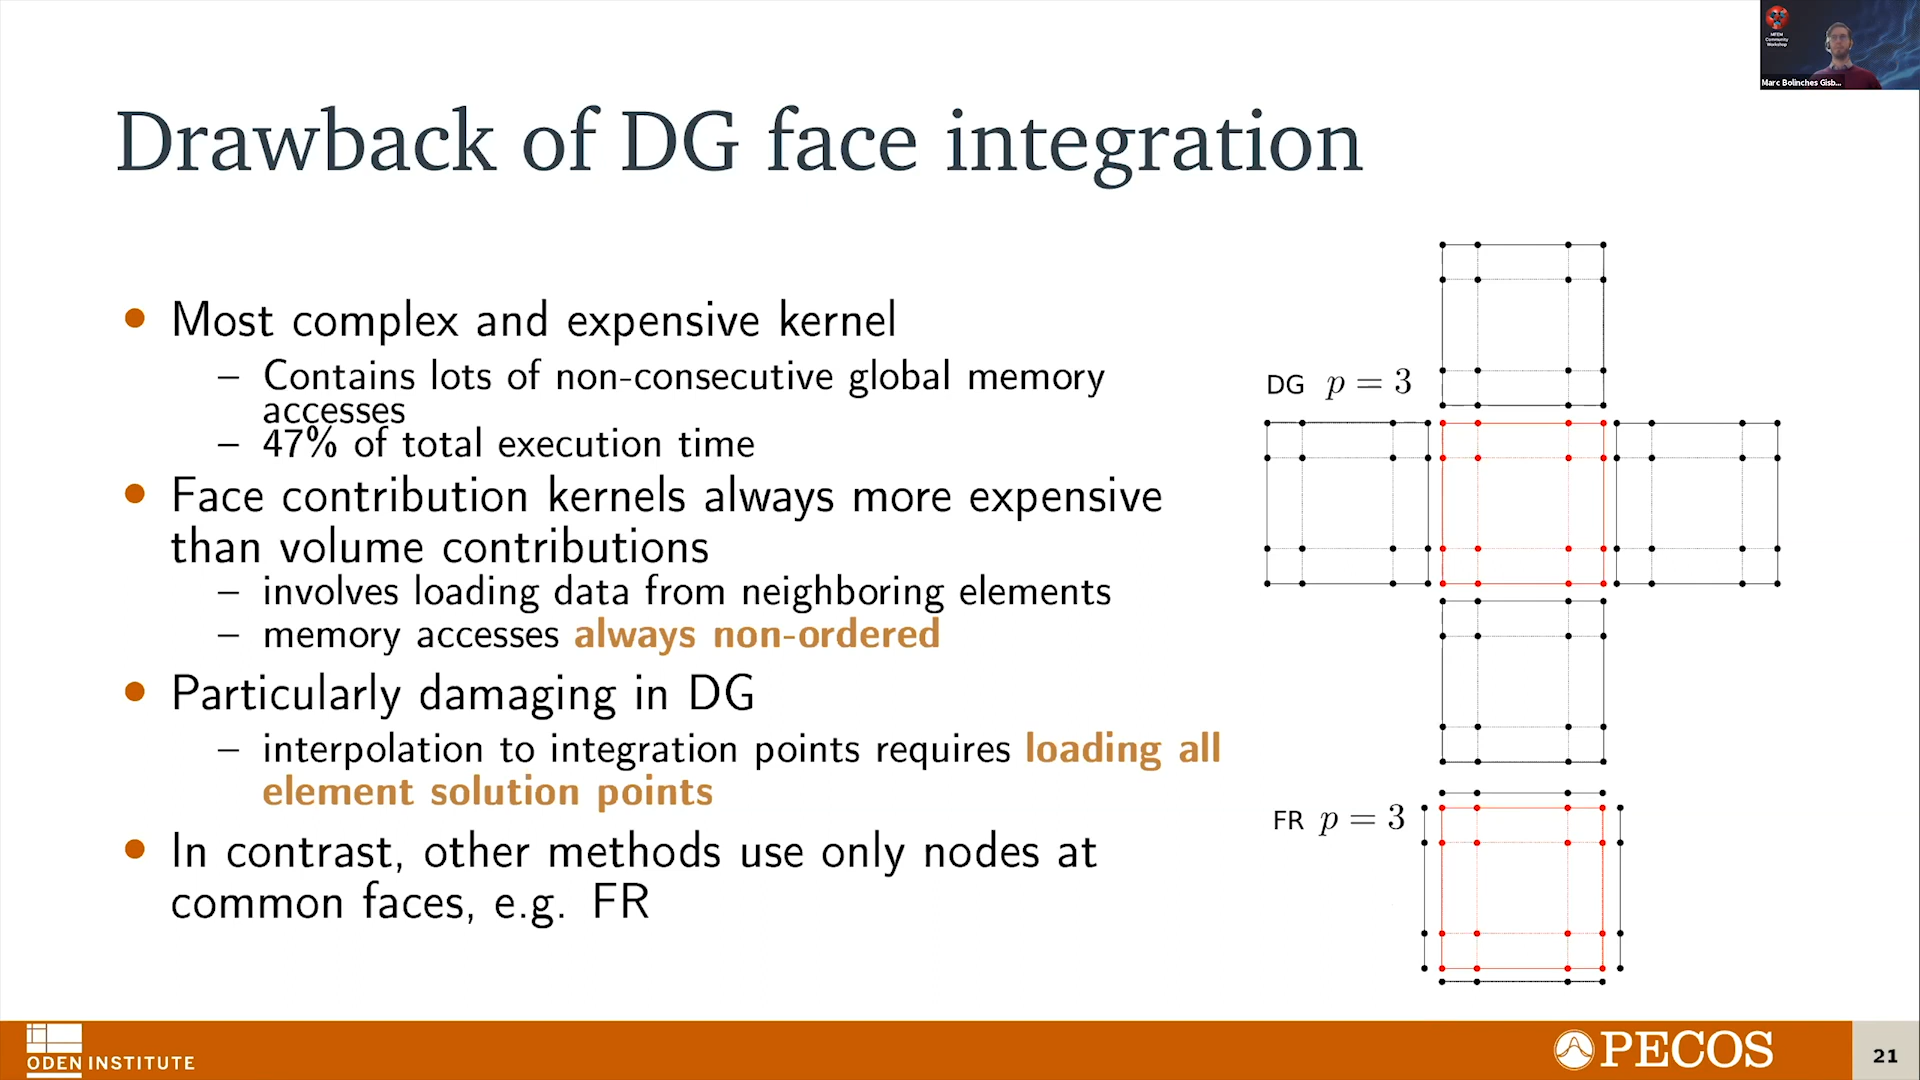 MFEM
Community
Workshop
Marc Bolinches Gisb...
Drawback of DG face integration
• Most complex and expensive kernel
– Contains lots of non-consecutive global memory
accesses
– 47% of total execution time
• Face contribution kernels always more expensive
than volume contributions
– involves loading data from neighboring elements
– memory accesses always non-ordered
• Particularly damaging in DG
– interpolation to integration points requires loading all
element solution points
• In contrast, other methods use only nodes at
common faces, e.g. FR
DG p = 3
FR p = 3
ODEN INSTITUTE
PECOS
21